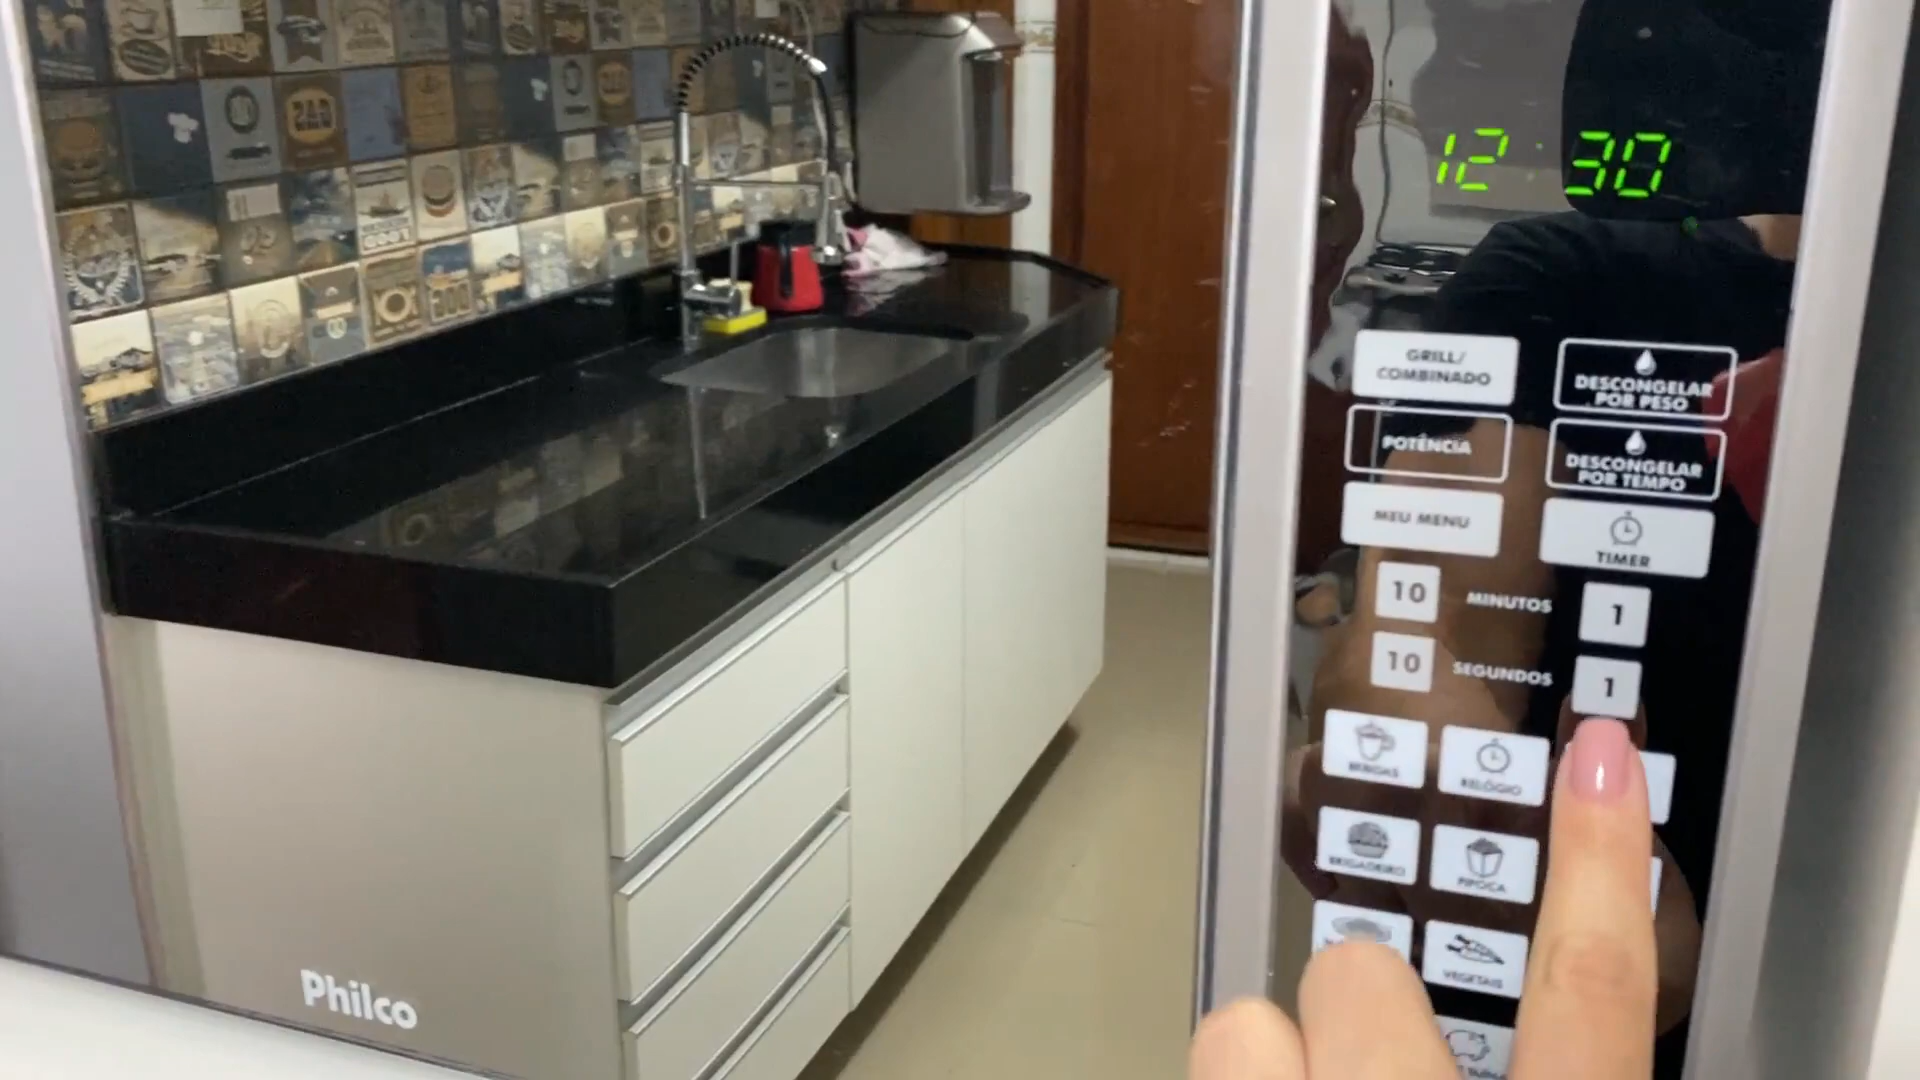 12:30
GRILL/
COMBINADO
DESCONGELAR
POR PESO
POTÊNCIA
DESCONGELAR
POR TEMPO
MEU MENU
TIMER
10 MINUTOS 1
10 SEGUNDOS 1
BEBIDAS
RELÓGIO
BRIGADEIRO
PIPOCA
VEGETAIS
Philco